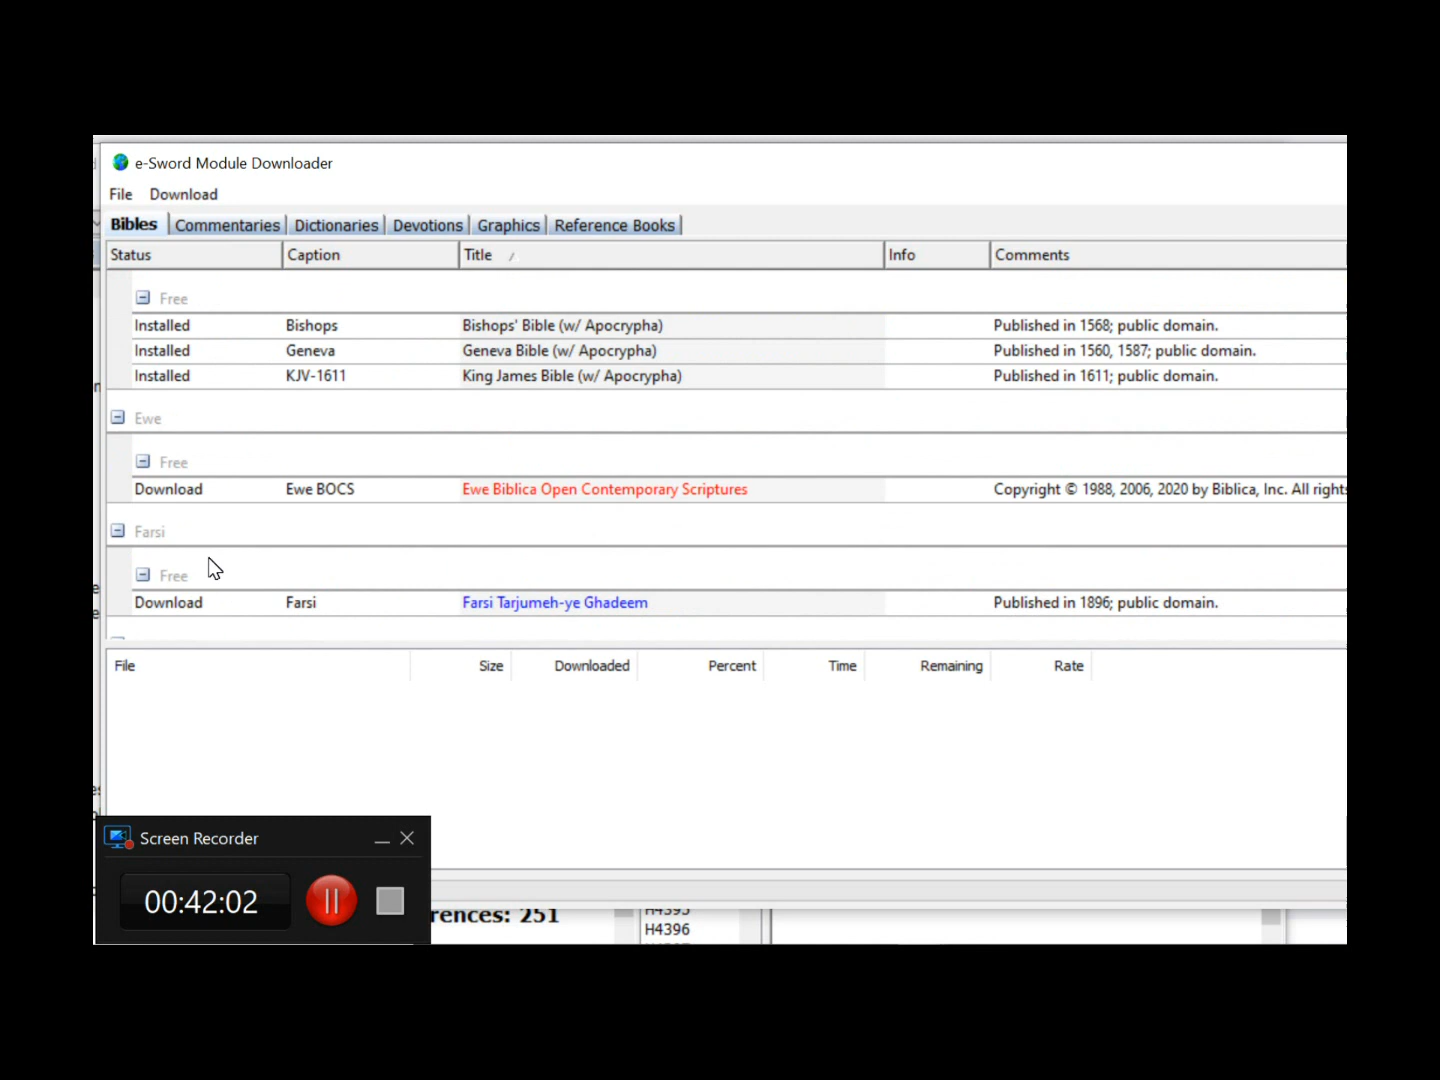 e-Sword Module Downloader
File Download
Bibles Commentaries Dictionaries Devotions Graphics Reference Books
Status Caption Title Info Comments
Free
Installed Bishops Bishops' Bible (w/ Apocrypha) Published in 1568; public domain.
Installed Geneva Geneva Bible (w/ Apocrypha) Published in 1560, 1587; public domain.
Installed KJV-1611 King James Bible (w/ Apocrypha) Published in 1611; public domain.
Ewe
Free
Download Ewe BOCS Ewe Biblica Open Contemporary Scriptures Copyright © 1988, 2006, 2020 by Biblica, Inc. All rights
Farsi
Free
Download Farsi Farsi Tarjumeh-ye Ghadeem Published in 1896; public domain.
File Size Downloaded Percent Time Remaining Rate
Screen Recorder
00:42:02
rences: 251
H4395
H4396